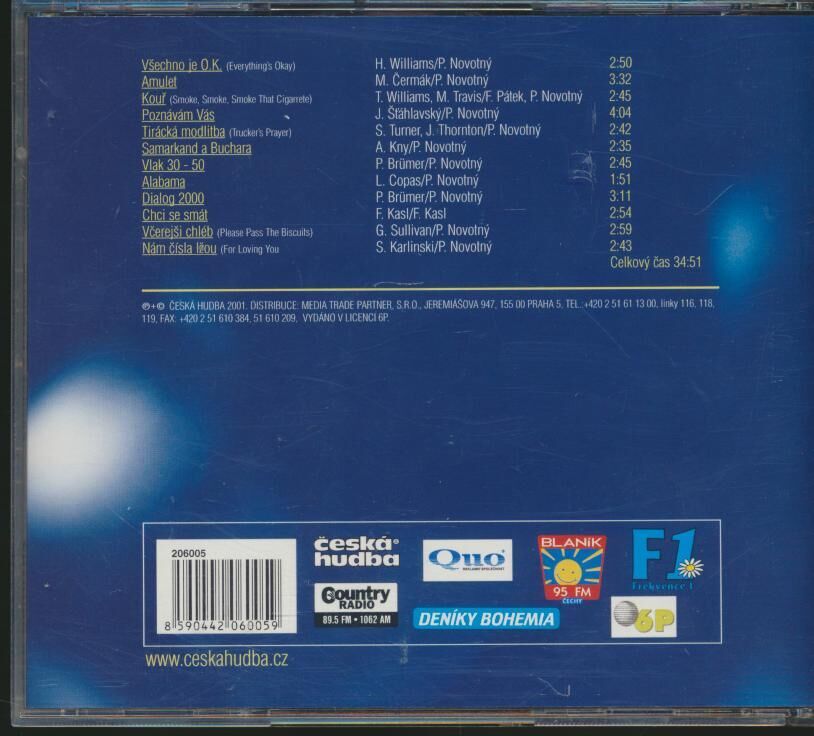 Všechno je O.K. (Everything's Okay) H. Williams/P. Novotný 2:50
Amulet M. Čermák/P. Novotný 3:32
Kouř (Smoke, Smoke, Smoke That Cigarrete) T. Williams, M. Travis/F. Pátek, P. Novotný 2:45
Poznávám Vás J. Šťáhlavský/P. Novotný 4:04
Tirácká modlitba (Trucker's Prayer) S. Turner, J. Thornton/P. Novotný 2:42
Samarkand a Buchara A. Kny/P. Novotný 2:35
Vlak 30 - 50 P. Brümer/P. Novotný 2:45
Alabama L. Copas/P. Novotný 1:51
Dialog 2000 P. Brümer/P. Novotný 3:11
Chci se smát F. Kasl/F. Kasl 2:54
Včerejši chléb (Please Pass The Biscuits) G. Sullivan/P. Novotný 2:59
Nám čísla lžou (For Loving You S. Karlinski/P. Novotný 2:43
Celkový čas 34:51
℗+© ČESKÁ HUDBA 2001. DISTRIBUCE: MEDIA TRADE PARTNER, S.R.O., JEREMIÁŠOVA 947, 155 00 PRAHA 5, TEL.:+420 2 51 61 13 00, linky 116, 118,
119, FAX: +420 2 51 610 384, 51 610 209, VYDÁNO V LICENCÍ 6P.
206005
8 590442 060059
česká® hudba
Quo®
REKLAMNÍ SPOLEČNOST
BLANÍK
95 FM
ČECHY
F1
Frekvence 1
Country
RADIO
89.5 FM • 1062 AM
DENÍKY BOHEMIA
6P
www.ceskahudba.cz